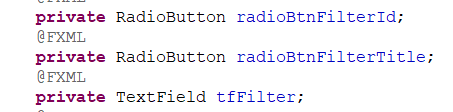 private RadioButton radioBtnFilterId;
@FXML
private RadioButton radioBtnFilterTitle;
@FXML
private TextField tfFilter;